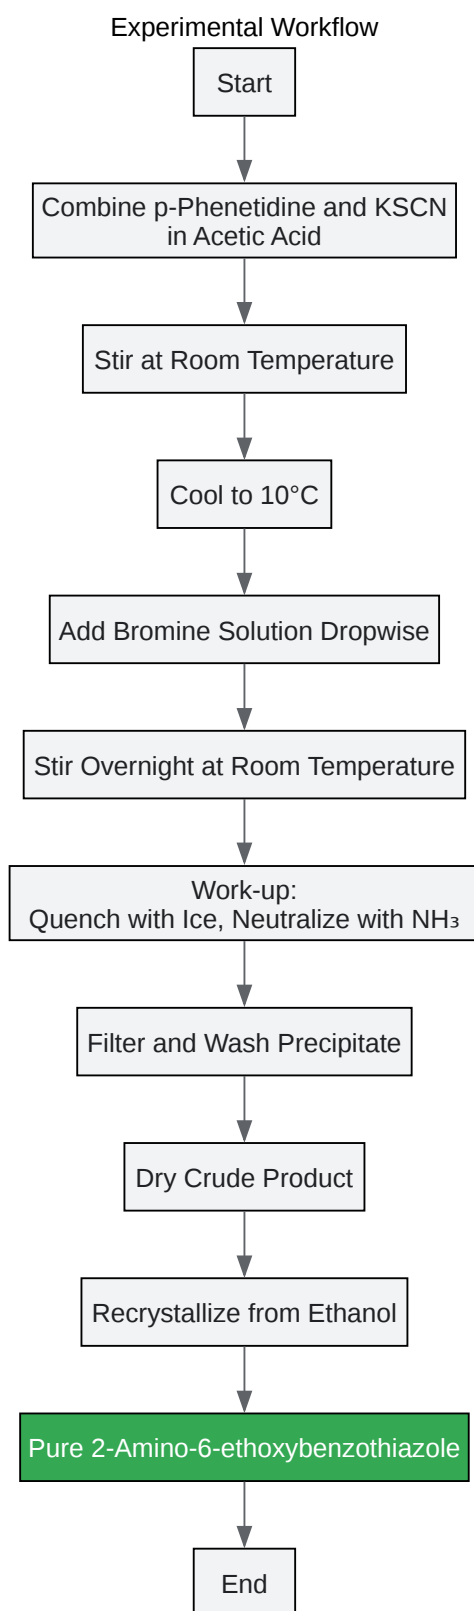 Experimental Workflow
Start
Combine p-Phenetidine and KSCN
in Acetic Acid
Stir at Room Temperature
Cool to 10°C
Add Bromine Solution Dropwise
Stir Overnight at Room Temperature
Work-up:
Quench with Ice, Neutralize with NH₃
Filter and Wash Precipitate
Dry Crude Product
Recrystallize from Ethanol
Pure 2-Amino-6-ethoxybenzothiazole
End